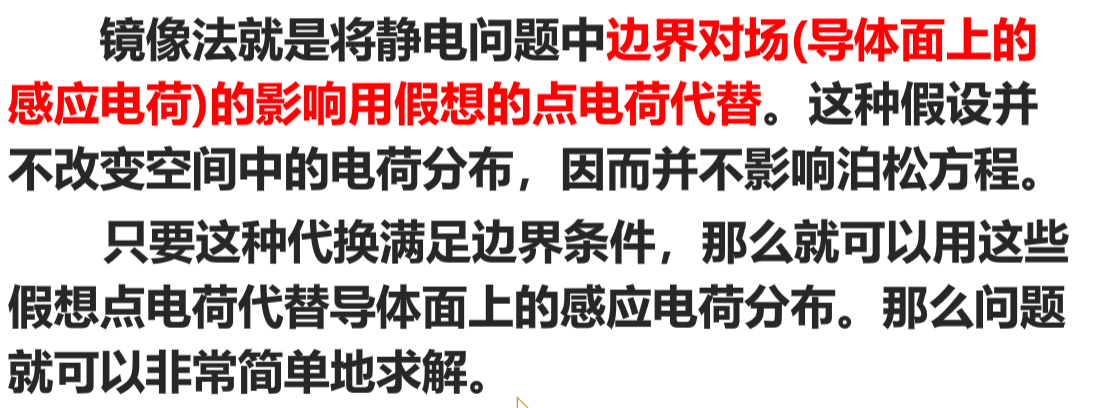 镜像法就是将静电问题中边界对场(导体面上的
感应电荷)的影响用假想的点电荷代替。这种假设并
不改变空间中的电荷分布，因而并不影响泊松方程。
只要这种代换满足边界条件，那么就可以用这些
假想点电荷代替导体面上的感应电荷分布。那么问题
就可以非常简单地求解。